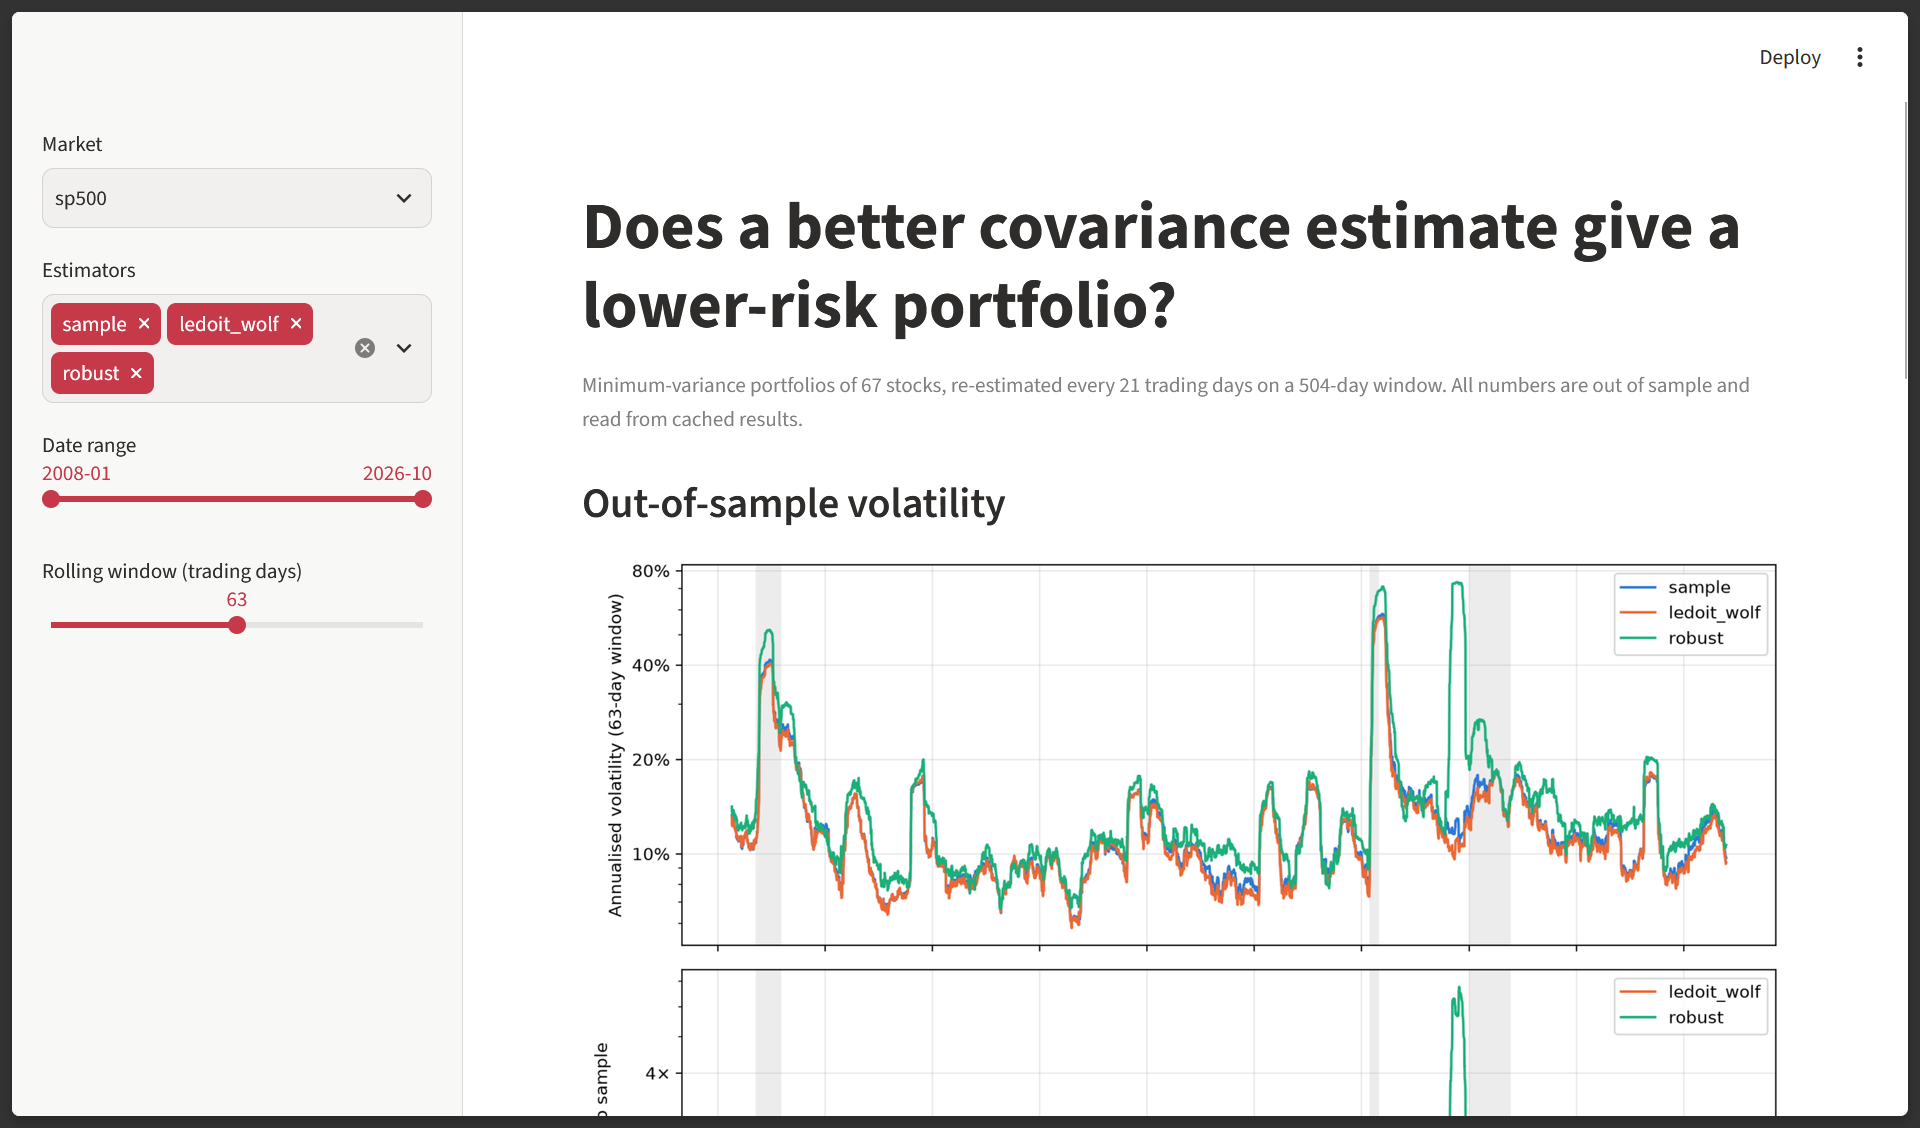 Deploy
Market
sp500
Estimators
sample
ledoit_wolf
robust
Date range
2008-01
2026-10
Rolling window (trading days)
63
Does a better covariance estimate give a
lower-risk portfolio?
Minimum-variance portfolios of 67 stocks, re-estimated every 21 trading days on a 504-day window. All numbers are out of sample and
read from cached results.
Out-of-sample volatility
Annualised volatility (63-day window)
80%
40%
20%
10%
sample
ledoit_wolf
robust
sample
4×
ledoit_wolf
robust